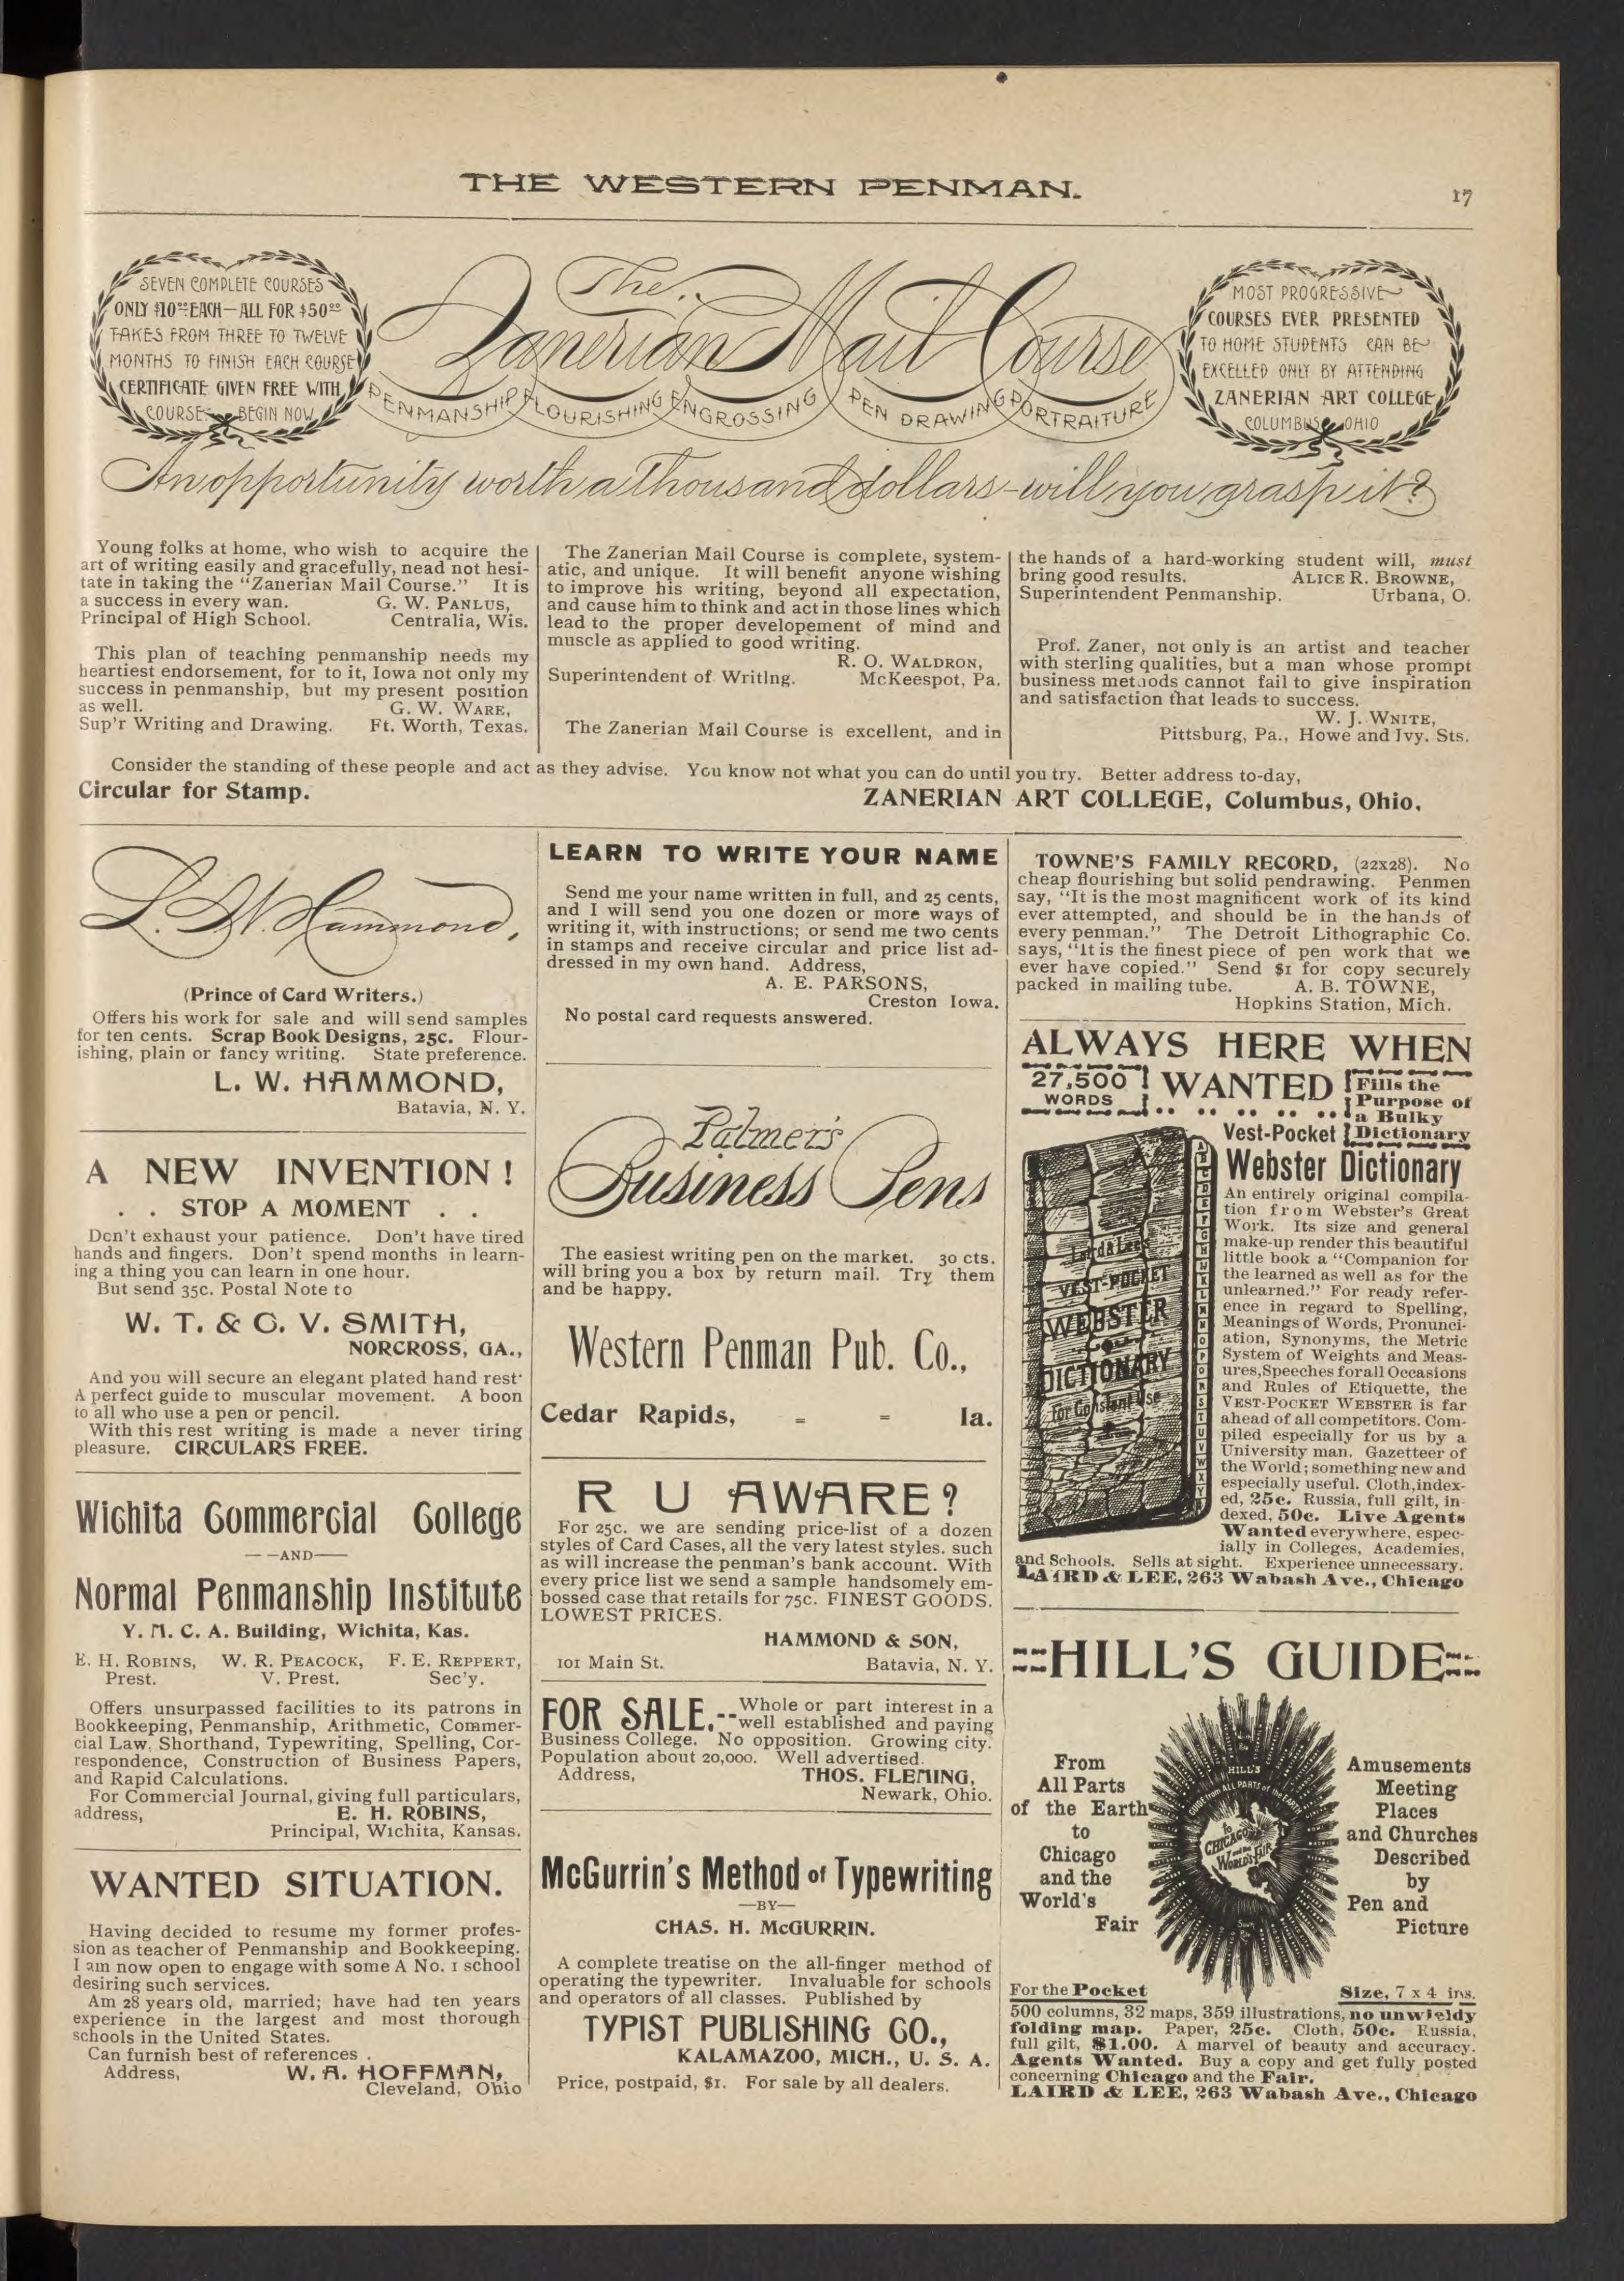 THE WESTERN PENMAN.
17
SEVEN COMPLETE COURSES
ONLY $10.00 EACH—ALL FOR $50.00
TAKES FROM THREE TO TWELVE
MONTHS TO FINISH EACH COURSE
CERTIFICATE GIVEN FREE WITH
COURSE. BEGIN NOW
The
Zanerian Mail Course
PENMANSHIP FLOURISHING ENGROSSING PEN DRAWING PORTRAITURE
MOST PROGRESSIVE
COURSES EVER PRESENTED
TO HOME STUDENTS CAN BE
EXCELLED ONLY BY ATTENDING
ZANERIAN ART COLLEGE
COLUMBUS OHIO
An opportunity worth a thousand dollars—will you grasp it?
Young folks at home, who wish to acquire the
art of writing easily and gracefully, nead not hesi-
tate in taking the "Zanerian Mail Course." It is
a success in every wan. G. W. PANLUS,
Principal of High School. Centralia, Wis.
This plan of teaching penmanship needs my
heartiest endorsement, for to it, Iowa not only my
success in penmanship, but my present position
as well. G. W. WARE,
Sup'r Writing and Drawing. Ft. Worth, Texas.
The Zanerian Mail Course is complete, system-
atic, and unique. It will benefit anyone wishing
to improve his writing, beyond all expectation,
and cause him to think and act in those lines which
lead to the proper developement of mind and
muscle as applied to good writing.
R. O. WALDRON,
Superintendent of Writing. McKeespot, Pa.
The Zanerian Mail Course is excellent, and in
the hands of a hard-working student will, must
bring good results. ALICE R. BROWNE,
Superintendent Penmanship. Urbana, O.
Prof. Zaner, not only is an artist and teacher
with sterling qualities, but a man whose prompt
business metnods cannot fail to give inspiration
and satisfaction that leads to success.
W. J. WNITE,
Pittsburg, Pa., Howe and Ivy. Sts.
Consider the standing of these people and act as they advise. You know not what you can do until you try. Better address to-day,
Circular for Stamp. ZANERIAN ART COLLEGE, Columbus, Ohio.
L. W. Hammond,
(Prince of Card Writers.)
Offers his work for sale and will send samples
for ten cents. Scrap Book Designs, 25c. Flour-
ishing, plain or fancy writing. State preference.
L. W. HAMMOND,
Batavia, N. Y.
A NEW INVENTION!
. . STOP A MOMENT . .
Don't exhaust your patience. Don't have tired
hands and fingers. Don't spend months in learn-
ing a thing you can learn in one hour.
But send 35c. Postal Note to
W. T. & C. V. SMITH,
NORCROSS, GA.,
And you will secure an elegant plated hand rest.
A perfect guide to muscular movement. A boon
to all who use a pen or pencil.
With this rest writing is made a never tiring
pleasure. CIRCULARS FREE.
Wichita Commercial College
—AND—
Normal Penmanship Institute
Y. M. C. A. Building, Wichita, Kas.
E. H. ROBINS, W. R. PEACOCK, F. E. REPPERT,
Prest. V. Prest. Sec'y.
Offers unsurpassed facilities to its patrons in
Bookkeeping, Penmanship, Arithmetic, Commer-
cial Law, Shorthand, Typewriting, Spelling, Cor-
respondence, Construction of Business Papers,
and Rapid Calculations.
For Commercial Journal, giving full particulars,
address, E. H. ROBINS,
Principal, Wichita, Kansas.
WANTED SITUATION.
Having decided to resume my former profes-
sion as teacher of Penmanship and Bookkeeping.
I am now open to engage with some A No. 1 school
desiring such services.
Am 28 years old, married; have had ten years
experience in the largest and most thorough
schools in the United States.
Can furnish best of references .
Address, W. A. HOFFMAN,
Cleveland, Ohio
LEARN TO WRITE YOUR NAME
Send me your name written in full, and 25 cents,
and I will send you one dozen or more ways of
writing it, with instructions; or send me two cents
in stamps and receive circular and price list ad-
dressed in my own hand. Address,
A. E. PARSONS,
Creston Iowa.
No postal card requests answered.
Palmer's
Business Pens
The easiest writing pen on the market. 30 cts.
will bring you a box by return mail. Try them
and be happy.
Western Penman Pub. Co.,
Cedar Rapids, - - Ia.
R U AWARE?
For 25c. we are sending price-list of a dozen
styles of Card Cases, all the very latest styles. such
as will increase the penman's bank account. With
every price list we send a sample handsomely em-
bossed case that retails for 75c. FINEST GOODS.
LOWEST PRICES.
HAMMOND & SON,
101 Main St. Batavia, N. Y.
FOR SALE.--Whole or part interest in a
well established and paying
Business College. No opposition. Growing city.
Population about 20,000. Well advertised.
Address, THOS. FLEMING,
Newark, Ohio.
McGurrin's Method of Typewriting
—BY—
CHAS. H. McGURRIN.
A complete treatise on the all-finger method of
operating the typewriter. Invaluable for schools
and operators of all classes. Published by
TYPIST PUBLISHING CO.,
KALAMAZOO, MICH., U. S. A.
Price, postpaid, $1. For sale by all dealers.
TOWNE'S FAMILY RECORD, (22x28). No
cheap flourishing but solid pendrawing. Penmen
say, "It is the most magnificent work of its kind
ever attempted, and should be in the hands of
every penman." The Detroit Lithographic Co.
says, "It is the finest piece of pen work that we
ever have copied." Send $1 for copy securely
packed in mailing tube. A. B. TOWNE,
Hopkins Station, Mich.
ALWAYS HERE WHEN
27,500
WORDS
WANTED
Fills the
Purpose of
a Bulky
Dictionary
Vest-Pocket
Webster Dictionary
Laird & Lee's
VEST-POCKET
WEBSTER
DICTIONARY
For Constant Use
An entirely original compila-
tion from Webster's Great
Work. Its size and general
make-up render this beautiful
little book a "Companion for
the learned as well as for the
unlearned." For ready refer-
ence in regard to Spelling,
Meanings of Words, Pronunci-
ation, Synonyms, the Metric
System of Weights and Meas-
ures, Speeches for all Occasions
and Rules of Etiquette, the
VEST-POCKET WEBSTER is far
ahead of all competitors. Com-
piled especially for us by a
University man. Gazetteer of
the World; something new and
especially useful. Cloth, index-
ed, 25c. Russia, full gilt, in-
dexed, 50c. Live Agents
Wanted everywhere, espec-
ially in Colleges, Academies,
and Schools. Sells at sight. Experience unnecessary.
LAIRD & LEE, 263 Wabash Ave., Chicago
HILL'S GUIDE
From
All Parts
of the Earth
to
Chicago
and the
World's
Fair
HILL'S
GUIDE from ALL PARTS of the EARTH
to
CHICAGO
and the
WORLD'S FAIR
Amusements
Meeting
Places
and Churches
Described
by
Pen and
Picture
For the Pocket Size, 7 x 4 ins.
500 columns, 32 maps, 359 illustrations, no unwieldy
folding map. Paper, 25c. Cloth, 50c. Russia,
full gilt, $1.00. A marvel of beauty and accuracy.
Agents Wanted. Buy a copy and get fully posted
concerning Chicago and the Fair.
LAIRD & LEE, 263 Wabash Ave., Chicago